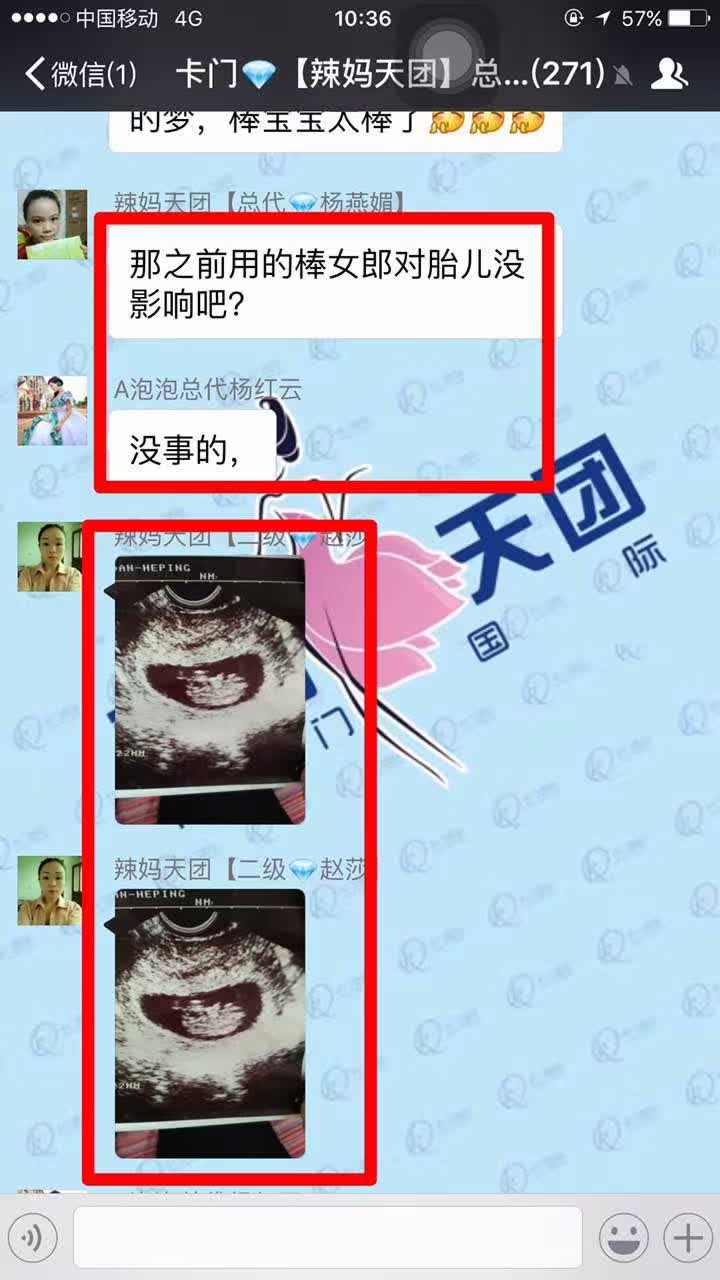 中国移动 4G
10:36
57%
微信(1)
卡门💎【辣妈天团】总...(271)
的梦，棒宝宝太棒了
辣妈天团【总代💎杨燕媚】
那之前用的棒女郎对胎儿没
影响吧？
A泡泡总代杨红云
没事的，
辣妈天团【二级💎赵莎
AN-HEPING
NM:
22MM
天团
国
际
门
辣妈天团【二级💎赵莎
AN-HEPING
NM:
2MM